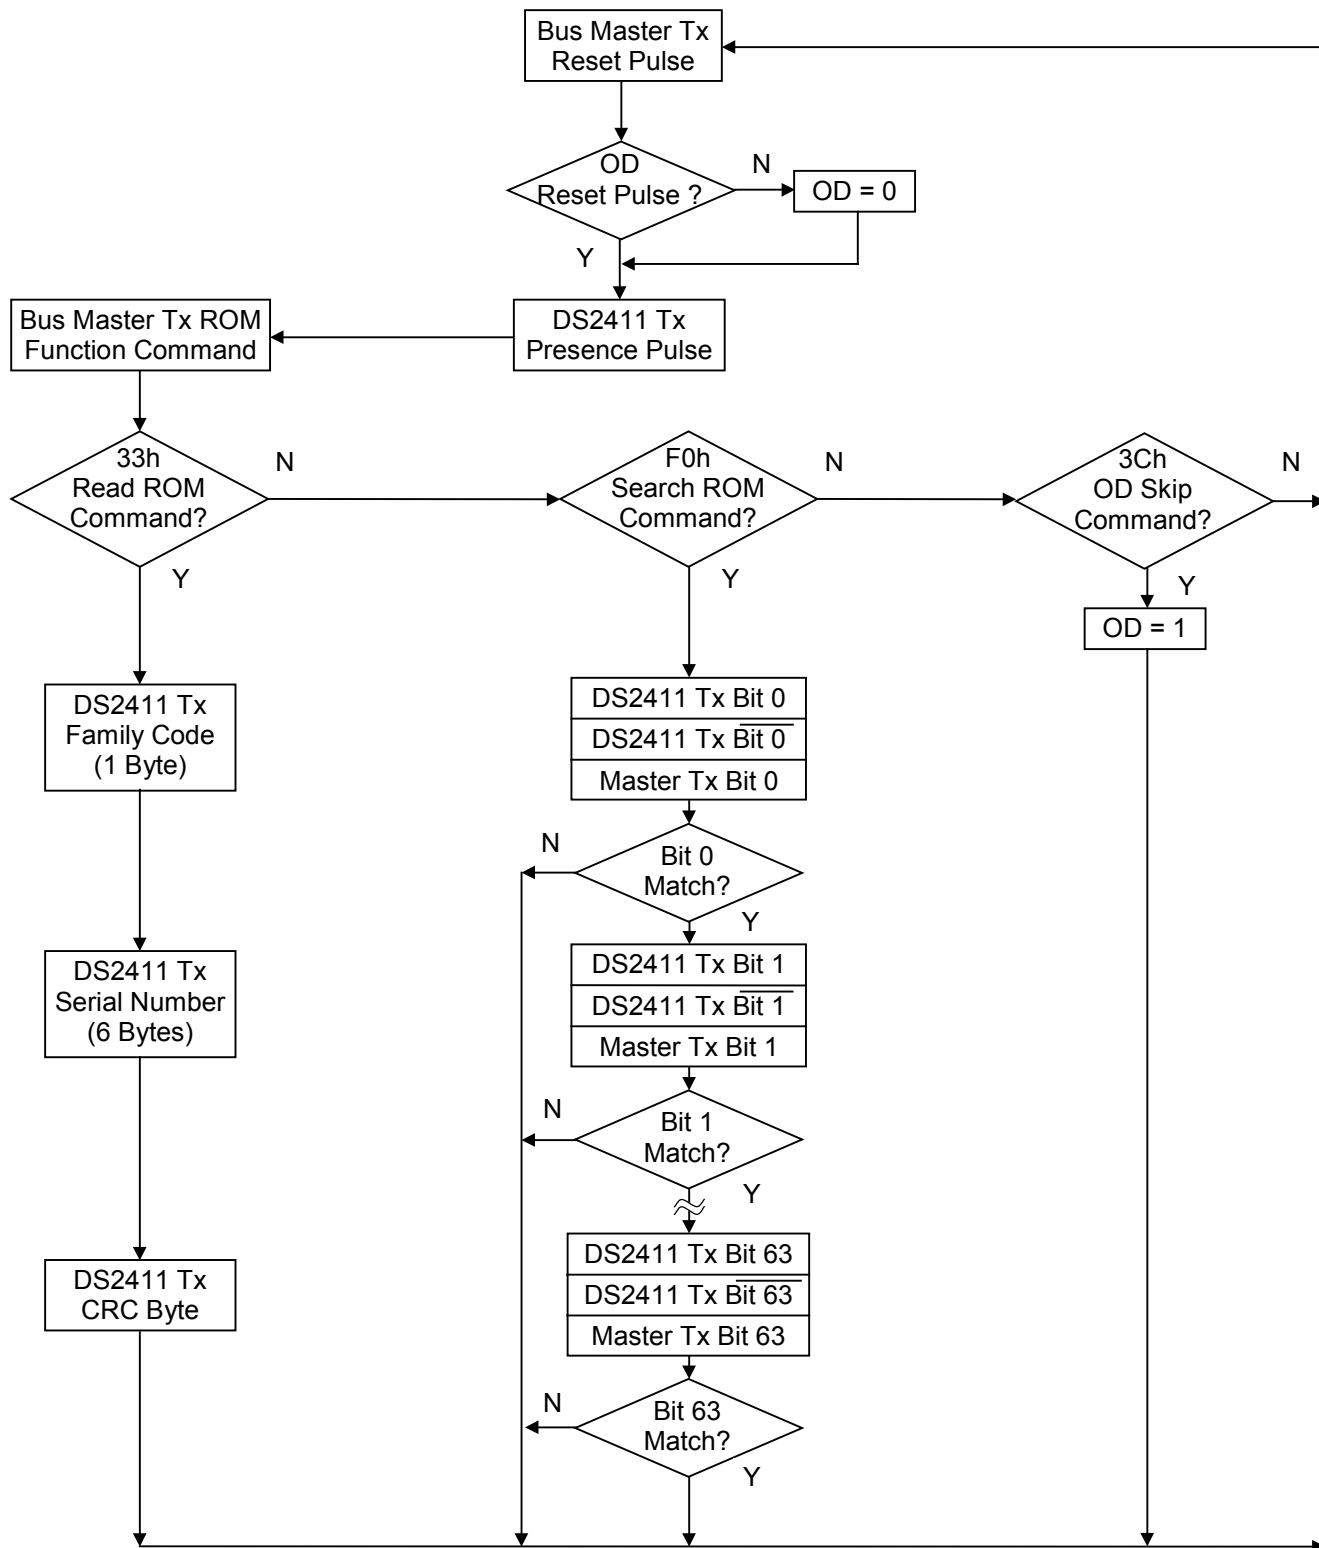 Bus Master Tx
Reset Pulse
OD
Reset Pulse ?
N
OD = 0
Y
Bus Master Tx ROM
Function Command
DS2411 Tx
Presence Pulse
33h
Read ROM
Command?
N
Y
F0h
Search ROM
Command?
N
Y
3Ch
OD Skip
Command?
N
Y
OD = 1
DS2411 Tx
Family Code
(1 Byte)
DS2411 Tx
Serial Number
(6 Bytes)
DS2411 Tx
CRC Byte
DS2411 Tx Bit 0
DS2411 Tx B̅i̅t̅ ̅0̅
Master Tx Bit 0
Bit 0
Match?
N
Y
DS2411 Tx Bit 1
DS2411 Tx B̅i̅t̅ ̅1̅
Master Tx Bit 1
Bit 1
Match?
N
Y
DS2411 Tx Bit 63
DS2411 Tx B̅i̅t̅ ̅6̅3̅
Master Tx Bit 63
Bit 63
Match?
N
Y